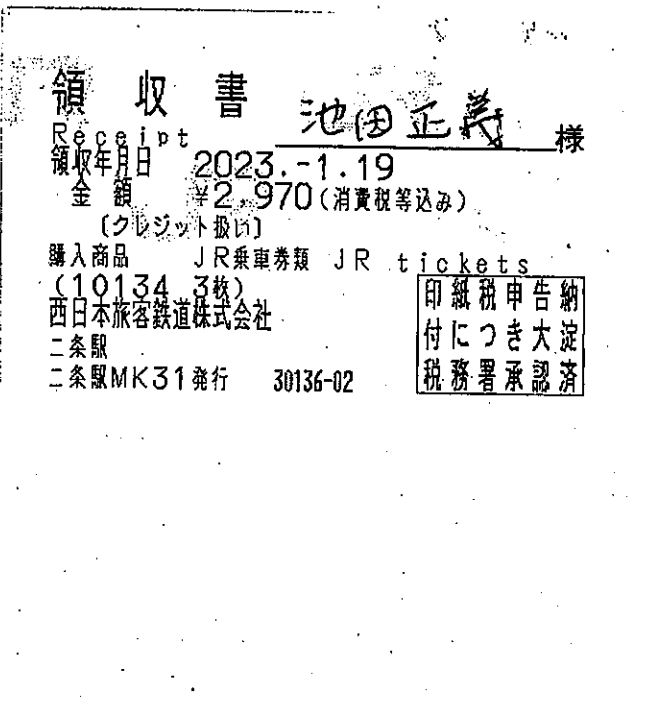 領収書
池田正義 様
Receipt
領収年月日 2023.-1.19
金額 ¥2,970(消費税等込み)
[クレジット扱い]
購入商品 JR乗車券類 JR tickets
(10134 3枚)
西日本旅客鉄道株式会社
二条駅
二条駅MK31発行 30136-02
印紙税申告納
付につき大淀
税務署承認済